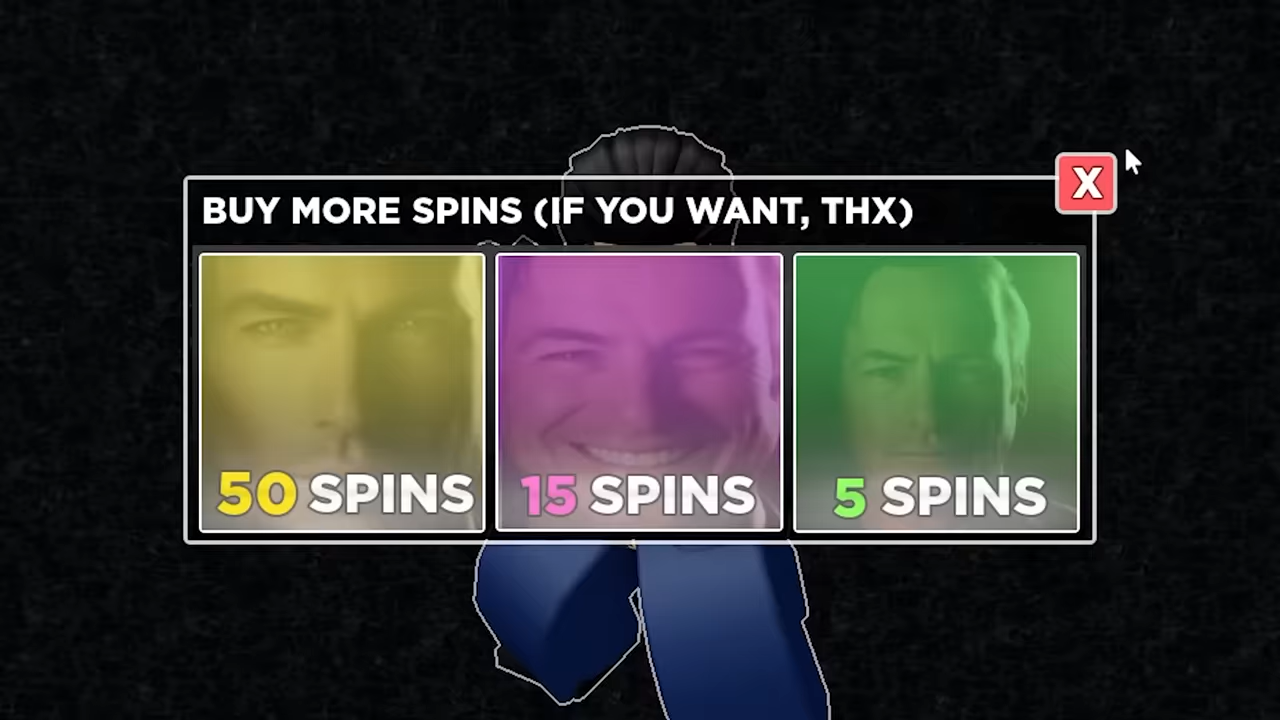 BUY MORE SPINS (IF YOU WANT, THX)
X
50 SPINS
15 SPINS
5 SPINS